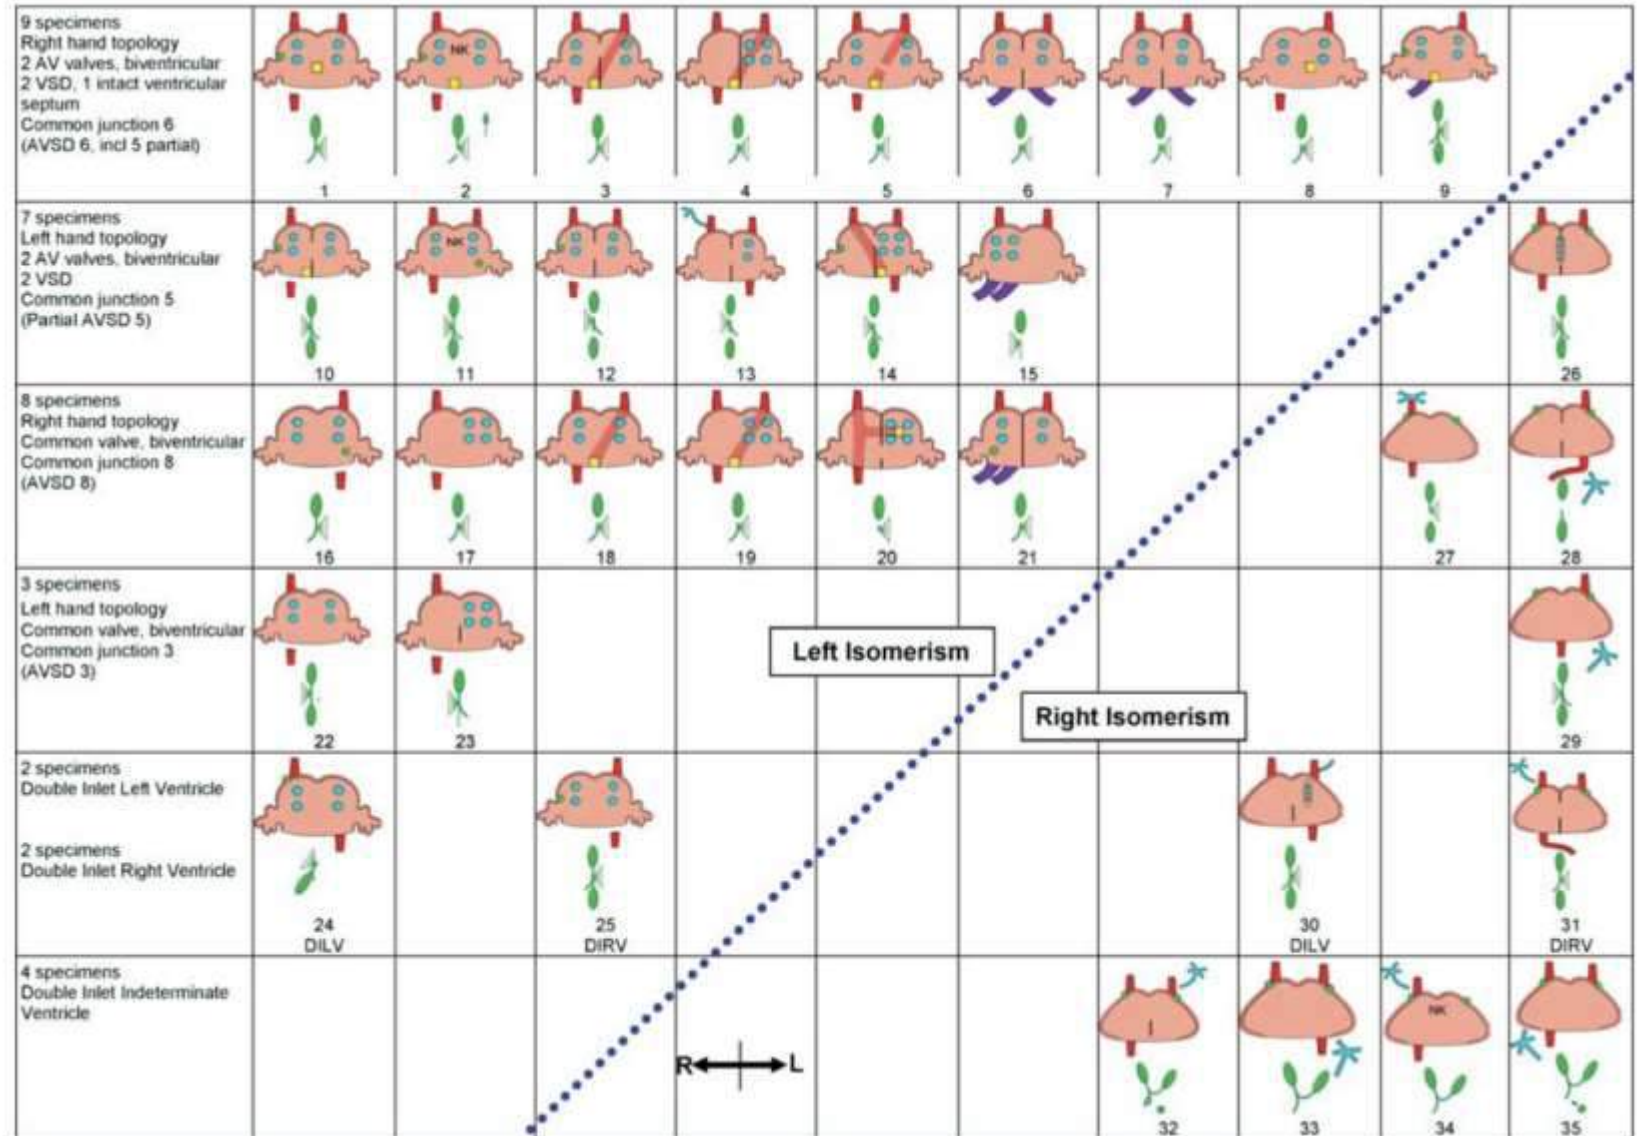 9 specimens
Right hand topology
2 AV valves, biventricular
2 VSD, 1 intact ventricular
septum
Common junction 6
(AVSD 6, incl 5 partial)
NK
1 2 3 4 5 6 7 8 9
7 specimens
Left hand topology
2 AV valves, biventricular
2 VSD
Common junction 5
(Partial AVSD 5)
NK
10 11 12 13 14 15 26
8 specimens
Right hand topology
Common valve, biventricular
Common junction 8
(AVSD 8)
16 17 18 19 20 21 27 28
3 specimens
Left hand topology
Common valve, biventricular
Common junction 3
(AVSD 3)
Left Isomerism
Right Isomerism
22 23 29
2 specimens
Double Inlet Left Ventricle
2 specimens
Double Inlet Right Ventricle
24 25 30 31
DILV DIRV DILV DIRV
4 specimens
Double Inlet Indeterminate
Ventricle
NK
R L
32 33 34 35